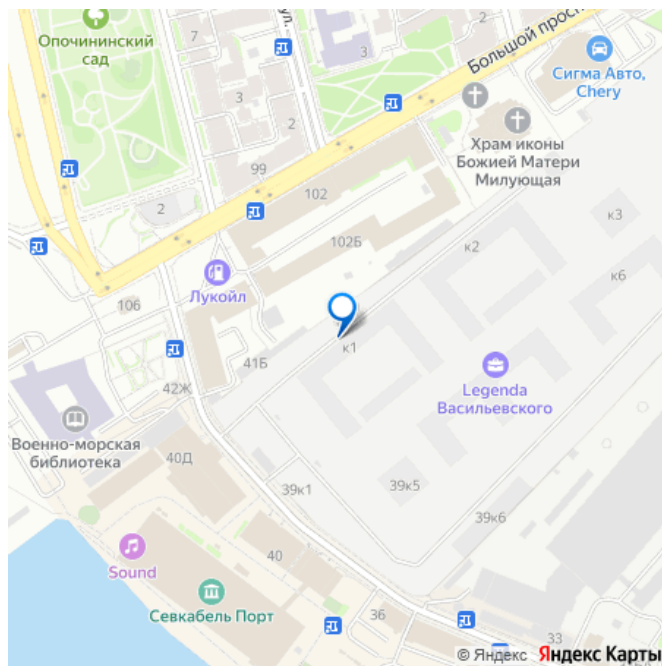 Опочининский
сад
ул.
3
Большой просп
Сигма Авто,
Chery
3
2
Храм иконы
Божией Матери
Милующая
99
102
2
к3
102Б
к2
к6
Лукойл
106
к1
41Б
Legenda
Васильевского
42Ж
Военно-морская
библиотека
40Д
39к1
39к5
39к6
Sound
40
Севкабель Порт
36
33
© Яндекс Яндекс Карты